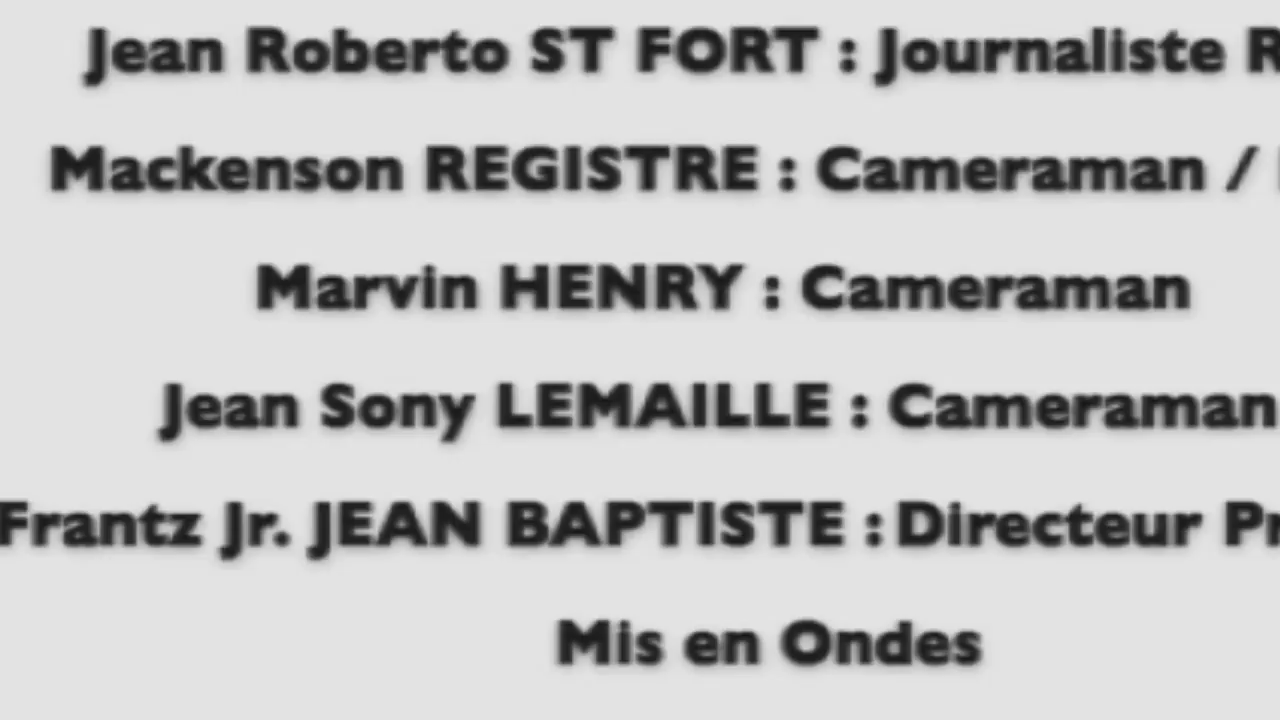 Jean Roberto ST FORT : Journaliste
Mackenson REGISTRE : Cameraman /
Marvin HENRY : Cameraman
Jean Sony LEMAILLE : Cameraman
Frantz Jr. JEAN BAPTISTE : Directeur
Mis en Ondes